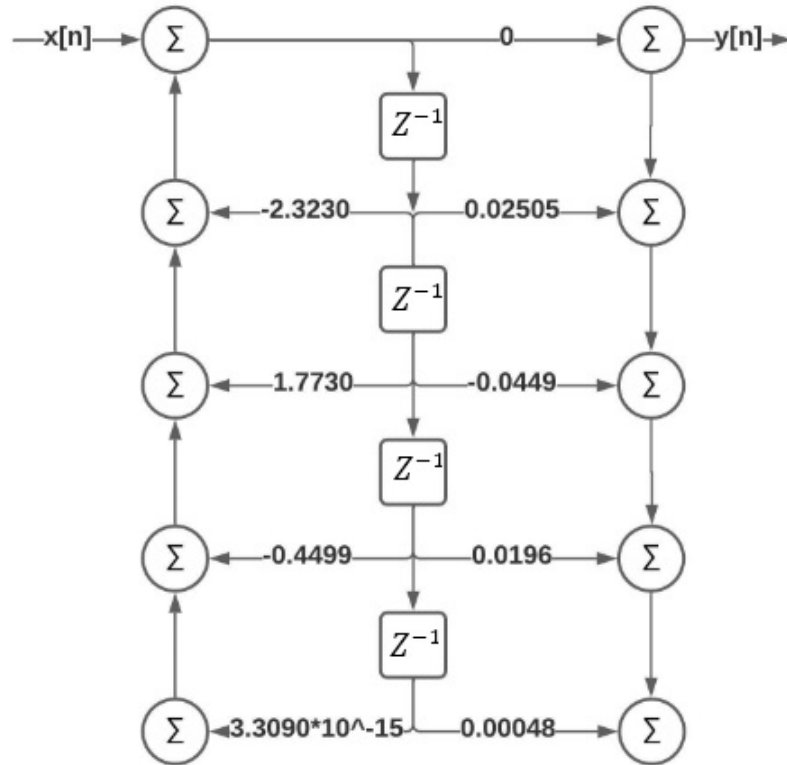 x[n] Σ 0 Σ y[n]
Z⁻¹
Σ -2.3230 0.02505 Σ
Z⁻¹
Σ 1.7730 -0.0449 Σ
Z⁻¹
Σ -0.4499 0.0196 Σ
Z⁻¹
Σ 3.3090*10^-15 0.00048 Σ